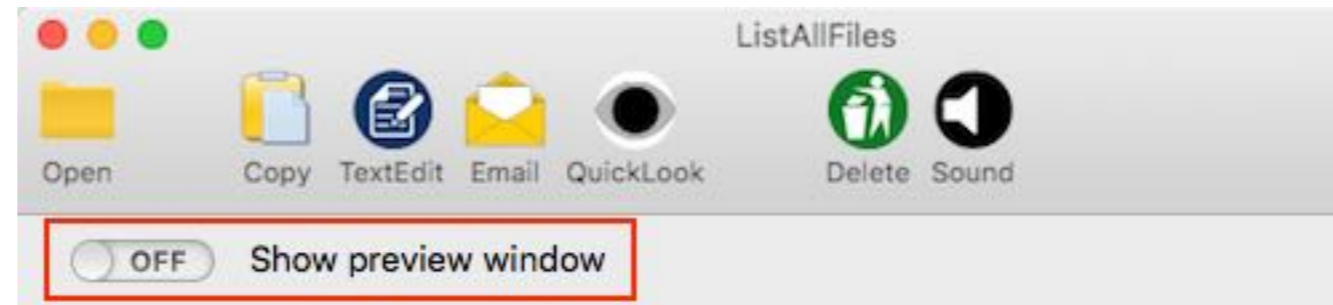 ListAllFiles
Open Copy TextEdit Email QuickLook Delete Sound
OFF Show preview window